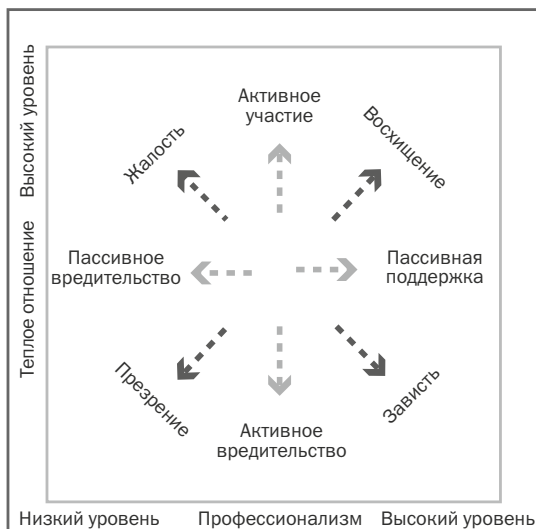 Высокий уровень
Теплое отношение
Активное
участие
Жалость
Восхищение
Пассивное
вредительство
Пассивная
поддержка
Презрение
Зависть
Активное
вредительство
Низкий уровень
Профессионализм
Высокий уровень